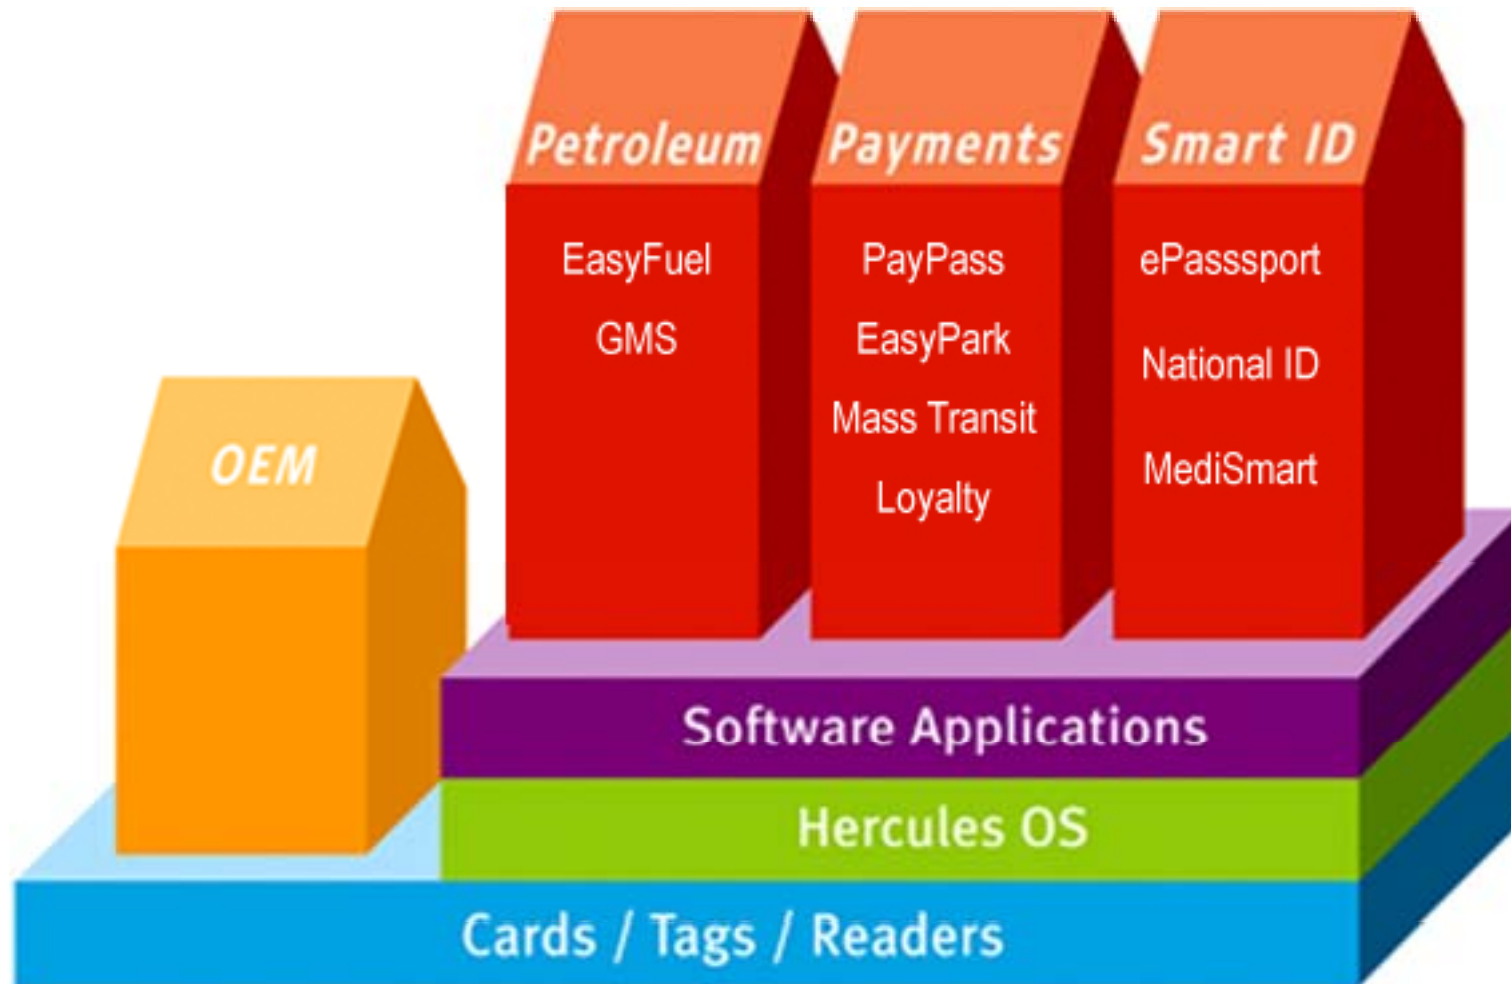 Petroleum
EasyFuel
GMS
Payments
PayPass
EasyPark
Mass Transit
Loyalty
Smart ID
ePasssport
National ID
MediSmart
OEM
Software Applications
Hercules OS
Cards / Tags / Readers